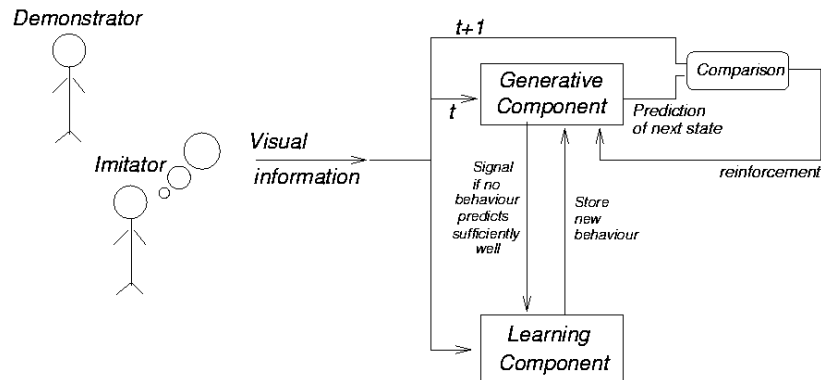 Demonstrator
Imitator
Visual
information
t+1
t
Generative
Component
Comparison
Prediction
of next state
reinforcement
Signal
if no
behaviour
predicts
sufficiently
well
Store
new
behaviour
Learning
Component